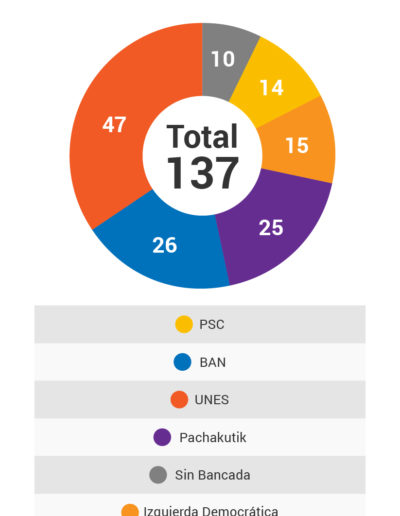 10
14
47
15
Total
137
25
26
PSC
BAN
UNES
Pachakutik
Sin Bancada
Izquierda Democrática